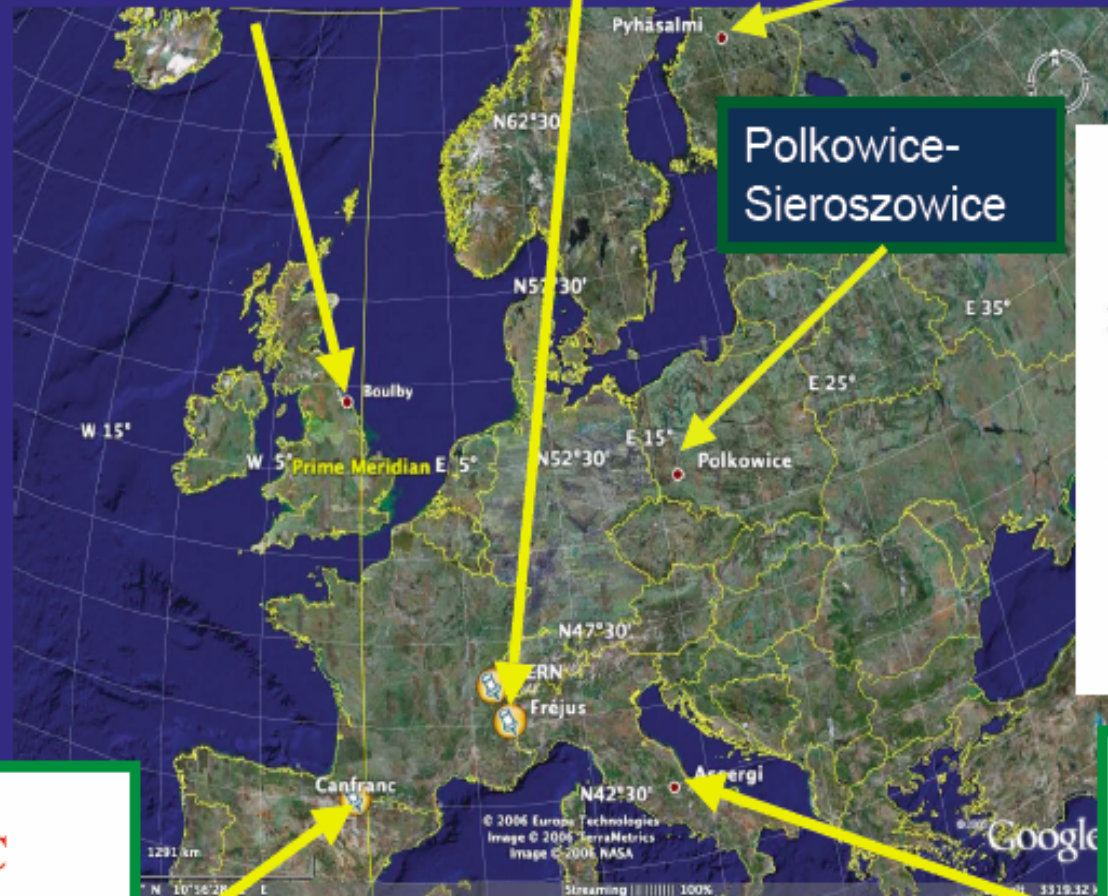 Pyhäsalmi
N62°30'
Polkowice-
Sieroszowice
N57°30'
E 35°
Boulby
E 25°
W 15°
E 15°
W 5°
Prime Meridian
E 5°
N52°30'
Polkowice
N47°30'
ERN
Fréjus
Canfranc
N42°30'
© 2006 Europa Technologies
Image © 2006 TerraMetrics
Image © 2006 NASA
Google
1291 km
Streaming 100%